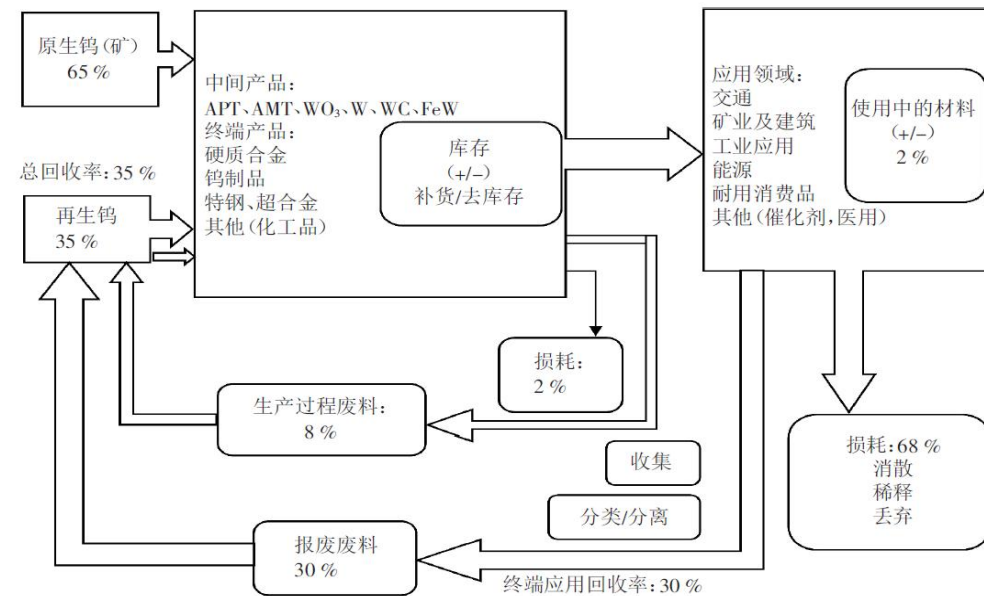 原生钨(矿)
65 %
总回收率:35 %
再生钨
35 %
中间产品:
APT、AMT、WO₃、W、WC、FeW
终端产品:
硬质合金
钨制品
特钢、超合金
其他(化工品)
库存
(+/−)
补货/去库存
应用领域:
交通
矿业及建筑
工业应用
能源
耐用消费品
其他(催化剂,医用)
使用中的材料
(+/−)
2 %
损耗:
2 %
生产过程废料:
8 %
收集
分类/分离
报废废料
30 %
终端应用回收率:30 %
损耗:68 %
消散
稀释
丢弃